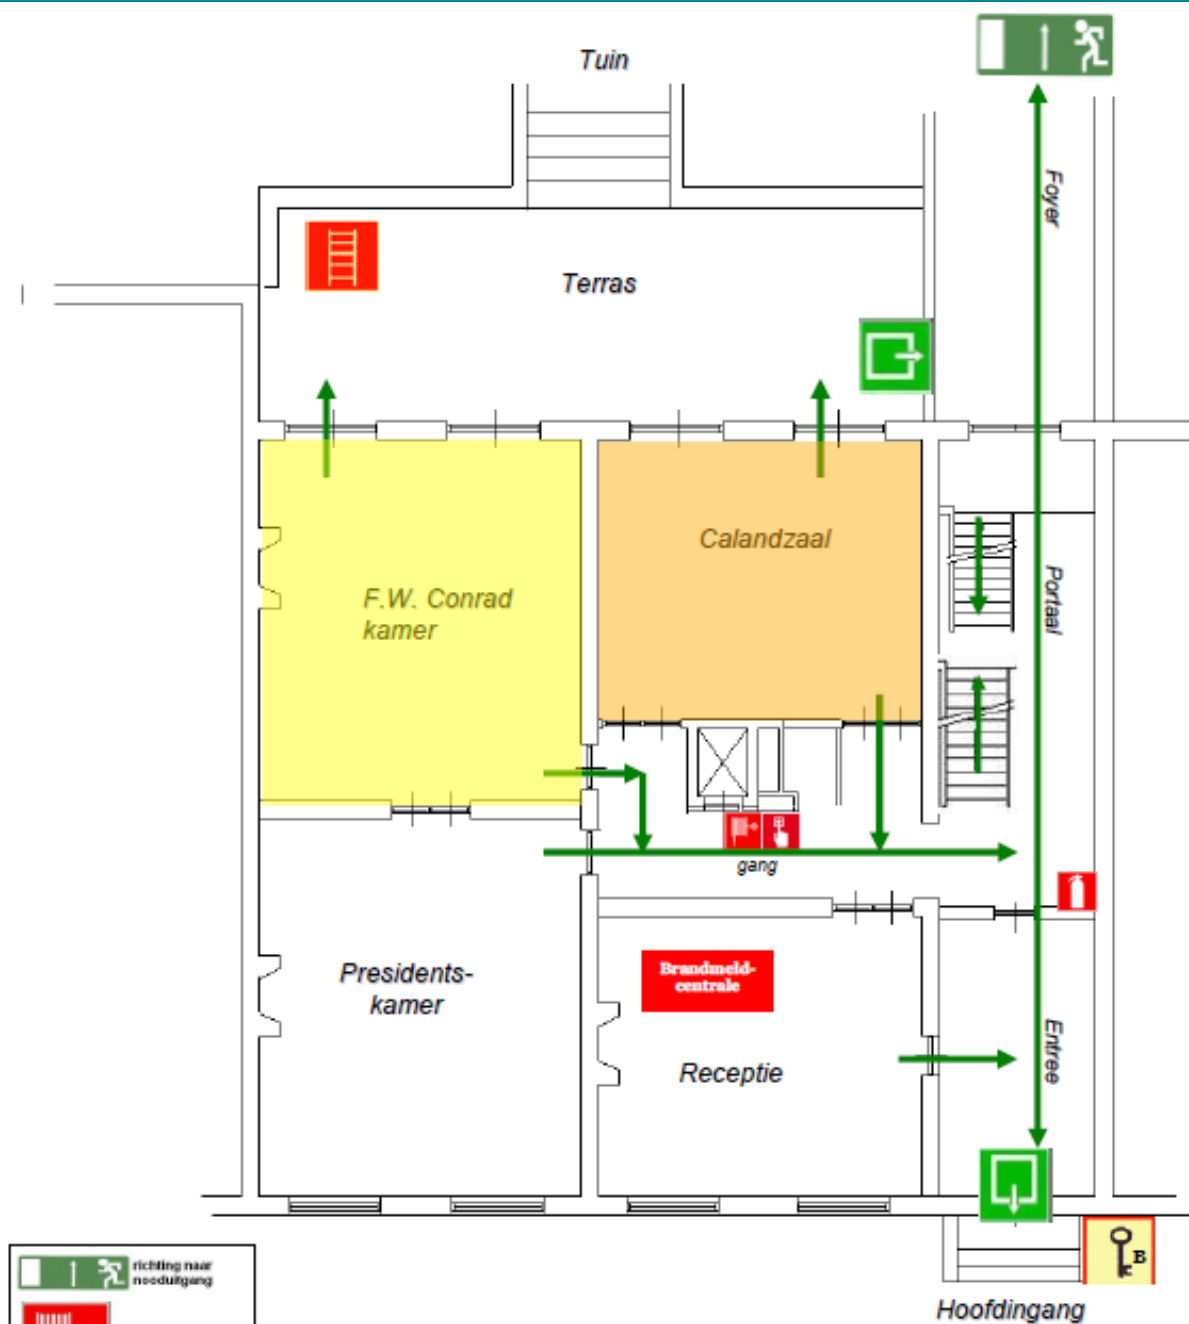 Tuin
Foyer
Terras
Calandzaal
F.W. Conrad
kamer
Portaal
gang
Brandmeld-
centrale
Presidents-
kamer
Receptie
Entree
B
richting naar
nooduitgang
Hoofdingang